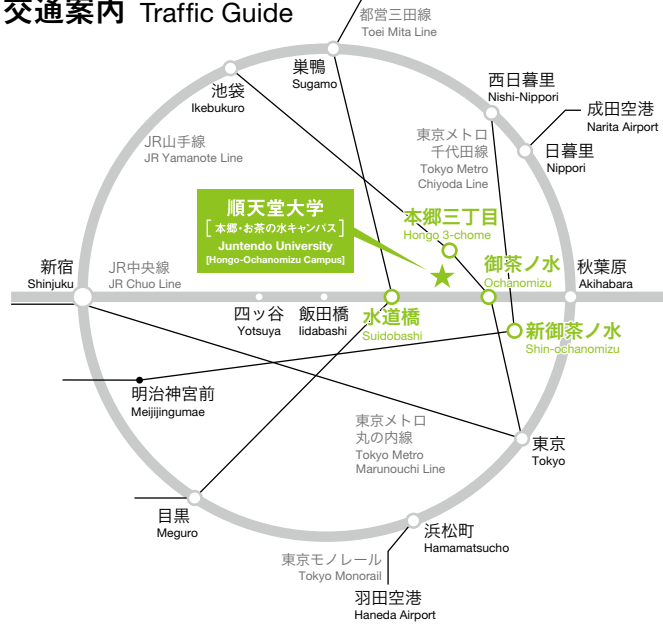 交通案内 Traffic Guide
都営三田線
Toei Mita Line
巣鴨
Sugamo
池袋
Ikebukuro
西日暮里
Nishi-Nippori
成田空港
Narita Airport
日暮里
Nippori
JR山手線
JR Yamanote Line
東京メトロ
千代田線
Tokyo Metro
Chiyoda Line
順天堂大学
[本郷・お茶の水キャンパス]
Juntendo University
[Hongo-Ochanomizu Campus]
本郷三丁目
Hongo 3-chome
新宿
Shinjuku
JR中央線
JR Chuo Line
御茶ノ水
Ochanomizu
秋葉原
Akihabara
四ッ谷
Yotsuya
飯田橋
Iidabashi
水道橋
Suidobashi
新御茶ノ水
Shin-ochanomizu
明治神宮前
Meijijingumae
東京メトロ
丸の内線
Tokyo Metro
Marunouchi Line
東京
Tokyo
目黒
Meguro
浜松町
Hamamatsucho
東京モノレール
Tokyo Monorail
羽田空港
Haneda Airport